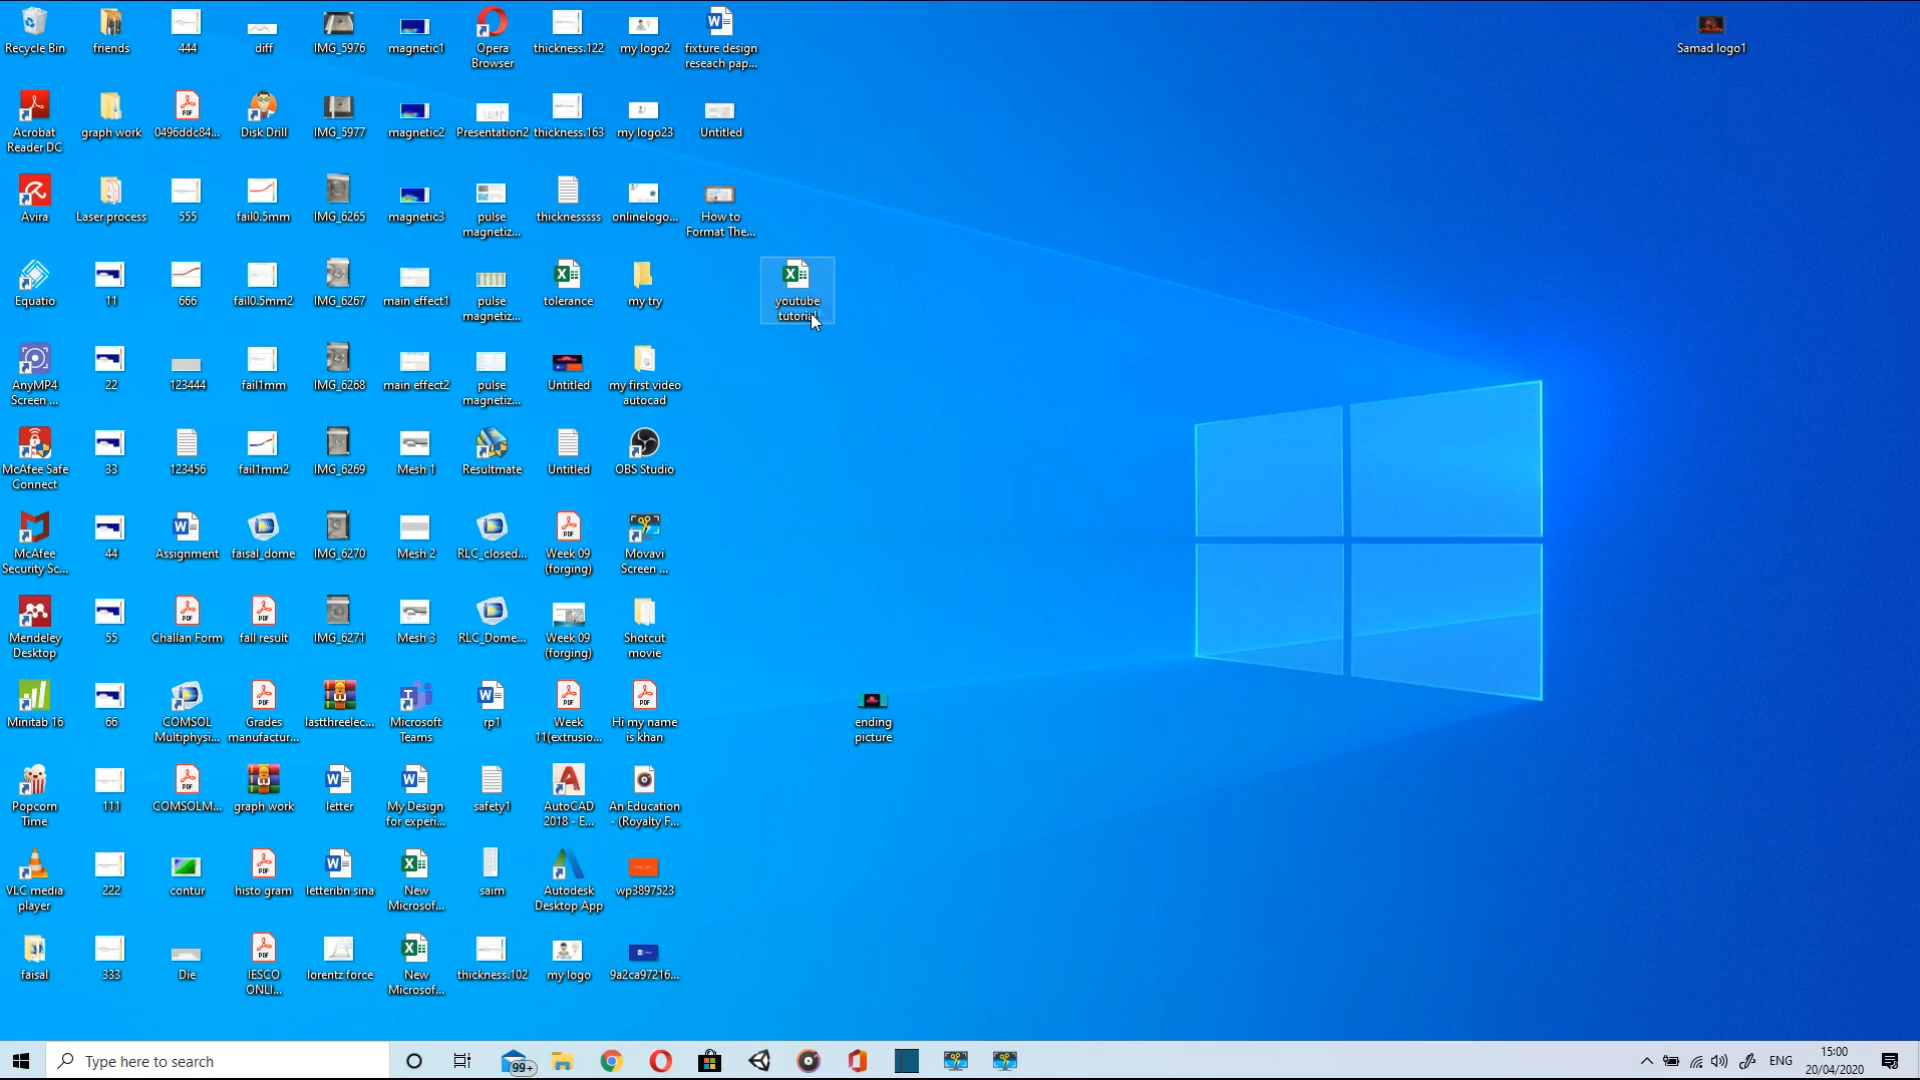 Recycle Bin
friends
444
diff
IMG_5976
magnetic1
Opera
Browser
thickness.122
my logo2
fixture design
reseach pap...
Samad logo1
Acrobat
Reader DC
graph work
0496ddc84...
Disk Drill
IMG_5977
magnetic2
Presentation2
thickness.163
my logo23
Untitled
Avira
Laser process
555
fail0.5mm
IMG_6265
magnetic3
pulse
magnetiz...
thicknesssss
onlinelogo...
How to
Format The...
Equatio
11
666
fail0.5mm2
IMG_6267
main effect1
pulse
magnetiz...
tolerance
my try
youtube
tutorial
AnyMP4
Screen ...
22
123444
fail1mm
IMG_6268
main effect2
pulse
magnetiz...
Untitled
my first video
autocad
McAfee Safe
Connect
33
123456
fail1mm2
IMG_6269
Mesh 1
Resultmate
Untitled
OBS Studio
McAfee
Security Sc...
44
Assignment
faisal_dome
IMG_6270
Mesh 2
RLC_closed...
Week 09
(forging)
Movavi
Screen ...
Mendeley
Desktop
55
Challan Form
fall result
IMG_6271
Mesh 3
RLC_Dome...
Week 09
(forging)
Shotcut
movie
Minitab 16
66
COMSOL
Multiphysi...
Grades
manufactur...
lastthreelec...
Microsoft
Teams
rp1
Week
11(extrusio...
Hi my name
is khan
ending
picture
Popcorn
Time
111
COMSOLM...
graph work
letter
My Design
for experi...
safety1
AutoCAD
2018 - E...
An Education
- (Royalty F...
VLC media
player
222
contur
histo gram
letteribn sina
New
Microsof...
saim
Autodesk
Desktop App
wp3897523
faisal
333
Die
IESCO
ONLI...
lorentz force
New
Microsof...
thickness.102
my logo
9a2ca97216...
Type here to search
99+
ENG
15:00
20/04/2020